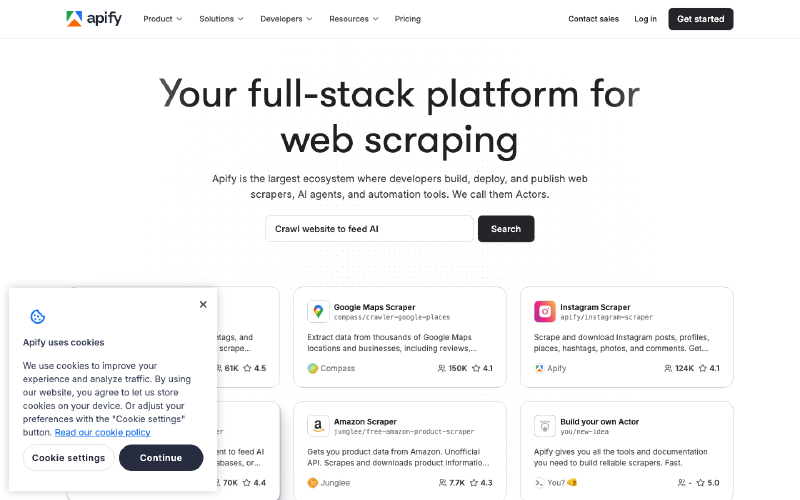 apify
Product
Solutions
Developers
Resources
Pricing
Contact sales
Log in
Get started
Your full-stack platform for
web scraping
Apify is the largest ecosystem where developers build, deploy, and publish web
scrapers, AI agents, and automation tools. We call them Actors.
Crawl website to feed AI
Search
tags, and
scrape...
61K
4.5
Google Maps Scraper
compass/crawler-google-places
Extract data from thousands of Google Maps
locations and businesses, including reviews,...
Compass
150K
4.1
Instagram Scraper
apify/instagram-scraper
Scrape and download Instagram posts, profiles,
places, hashtags, photos, and comments. Get...
Apify
124K
4.1
nt to feed AI
abases, or...
70K
4.4
Amazon Scraper
junglee/free-amazon-product-scraper
Gets you product data from Amazon. Unofficial
API. Scrapes and downloads product informatio...
Junglee
7.7K
4.3
Build your own Actor
you/new-idea
Apify gives you all the tools and documentation
you need to build reliable scrapers. Fast.
You?
-
5.0
Apify uses cookies
We use cookies to improve your
experience and analyze traffic. By using
our website, you agree to let us store
cookies on your device. Or adjust your
preferences with the "Cookie settings"
button. Read our cookie policy
Cookie settings
Continue